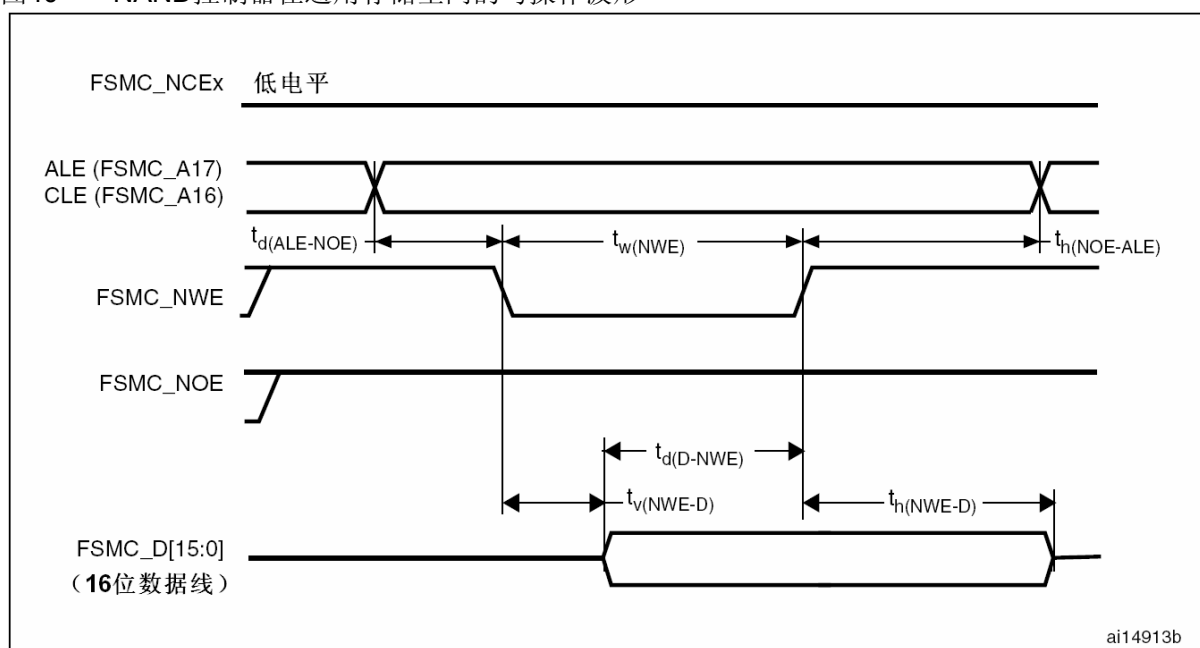 FSMC_NCEx 低电平
ALE (FSMC_A17)
CLE (FSMC_A16)
td(ALE-NOE)
tw(NWE)
th(NOE-ALE)
FSMC_NWE
FSMC_NOE
td(D-NWE)
tv(NWE-D)
th(NWE-D)
FSMC_D[15:0]
（16位数据线）
ai14913b